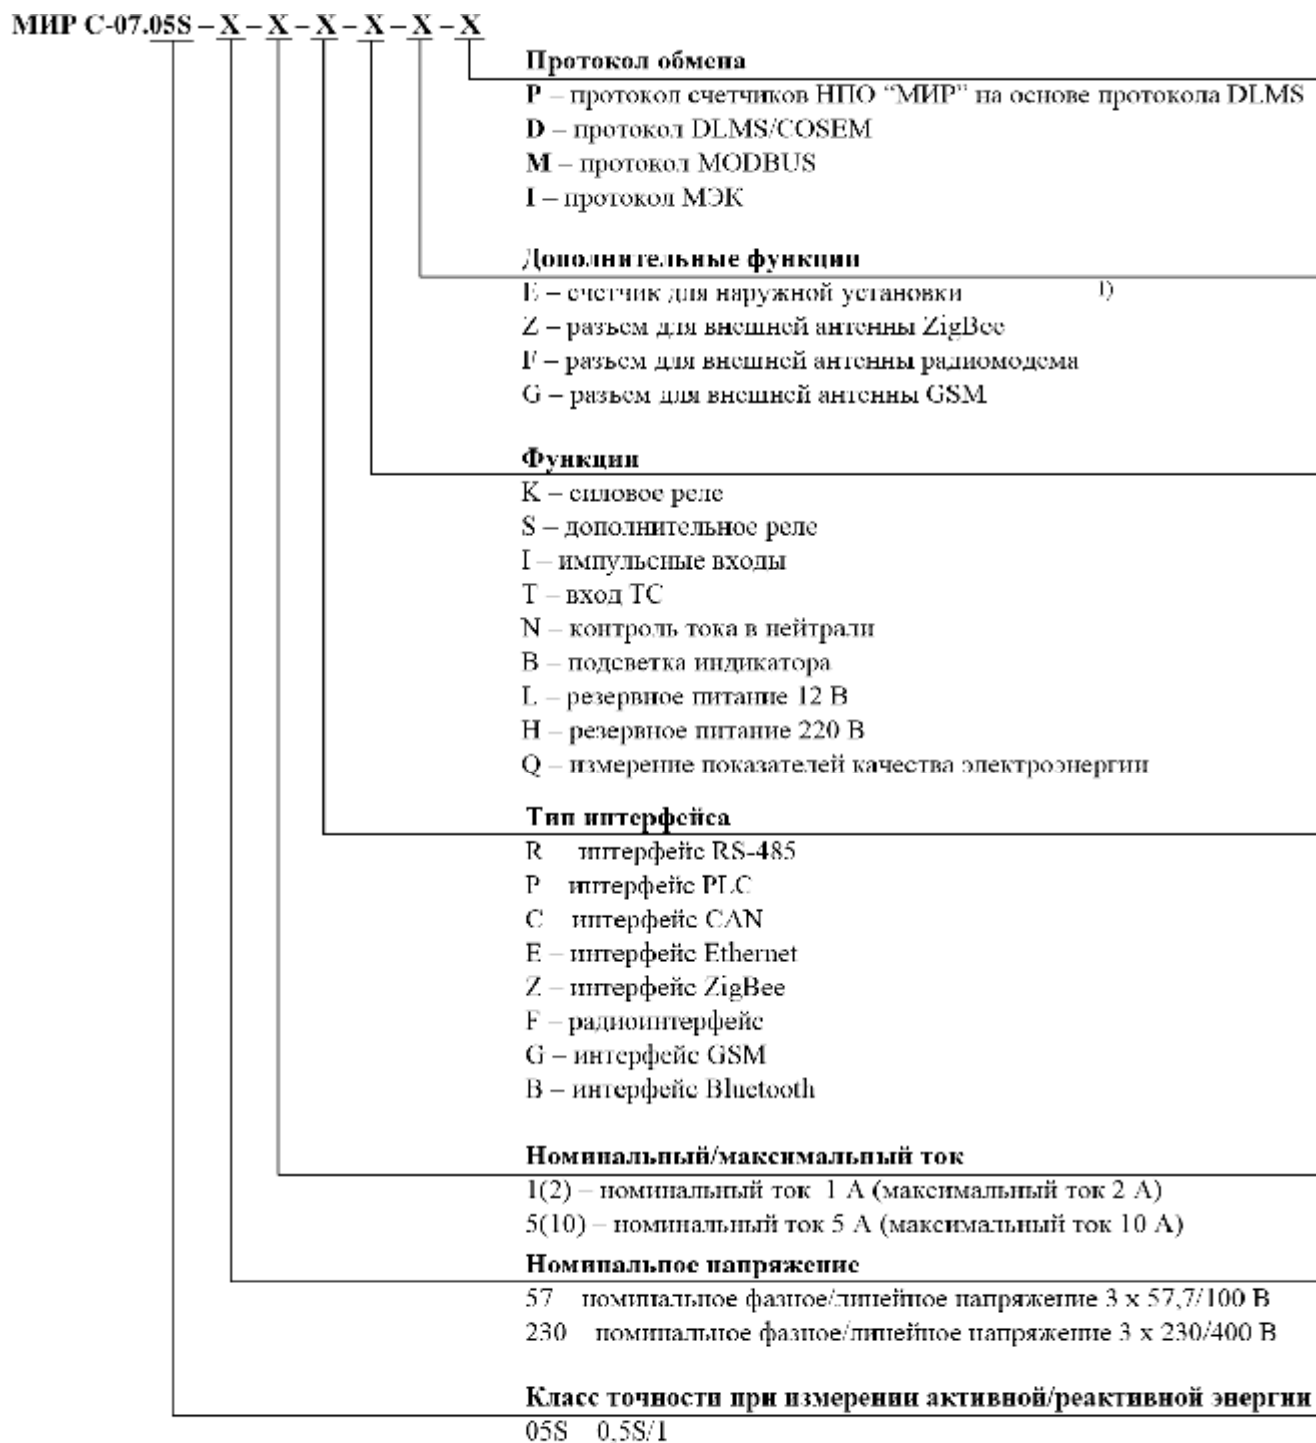 МИР С-07.05S – X – X – X – X – X – X
Протокол обмена
P – протокол счетчиков НПО “МИР” на основе протокола DLMS
D – протокол DLMS/COSEM
M – протокол MODBUS
I – протокол МЭК
Дополнительные функции
E – счетчик для наружной установки 1)
Z – разъем для внешней антенны ZigBee
F – разъем для внешней антенны радиомодема
G – разъем для внешней антенны GSM
Функции
K – силовое реле
S – дополнительное реле
I – импульсные входы
T – вход ТС
N – контроль тока в нейтрали
B – подсветка индикатора
L – резервное питание 12 В
H – резервное питание 220 В
Q – измерение показателей качества электроэнергии
Тип интерфейса
R интерфейс RS-485
P интерфейс PLC
C интерфейс CAN
E – интерфейс Ethernet
Z – интерфейс ZigBee
F – радиоинтерфейс
G – интерфейс GSM
B – интерфейс Bluetooth
Номинальный/максимальный ток
1(2) – номинальный ток 1 А (максимальный ток 2 А)
5(10) – номинальный ток 5 А (максимальный ток 10 А)
Номинальное напряжение
57 номинальное фазное/линейное напряжение 3 x 57,7/100 В
230 номинальное фазное/линейное напряжение 3 x 230/400 В
Класс точности при измерении активной/реактивной энергии
05S 0,5S/1